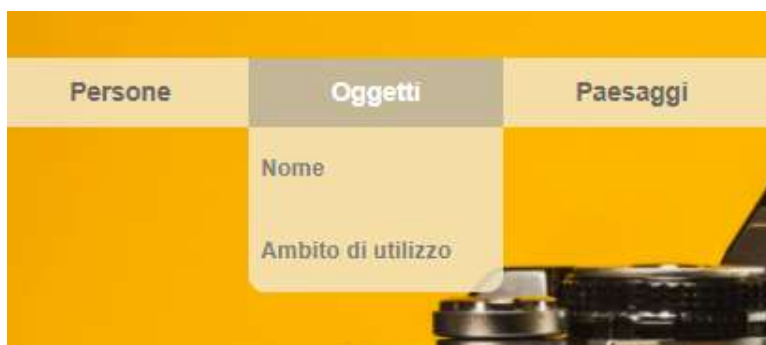 Persone
Oggetti
Paesaggi
Nome
Ambito di utilizzo